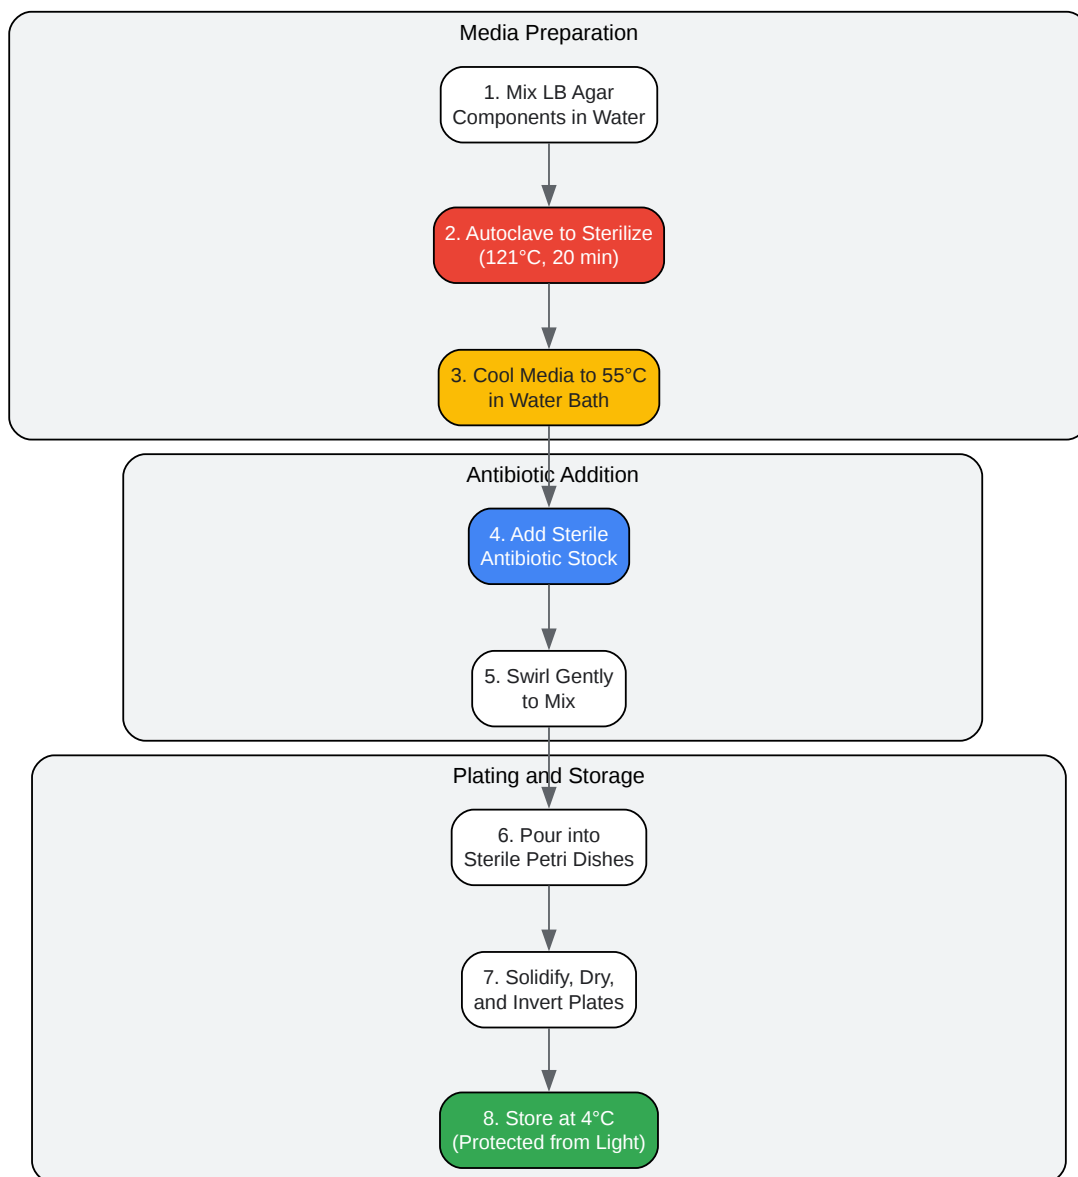 Media Preparation
1. Mix LB Agar
Components in Water
2. Autoclave to Sterilize
(121°C, 20 min)
3. Cool Media to 55°C
in Water Bath
Antibiotic Addition
4. Add Sterile
Antibiotic Stock
5. Swirl Gently
to Mix
Plating and Storage
6. Pour into
Sterile Petri Dishes
7. Solidify, Dry,
and Invert Plates
8. Store at 4°C
(Protected from Light)